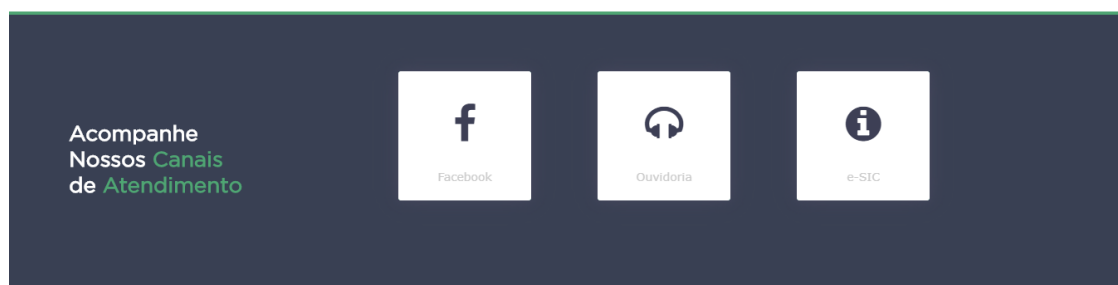 Acompanhe
Nossos Canais
de Atendimento
Facebook
Ouvidoria
e-SIC